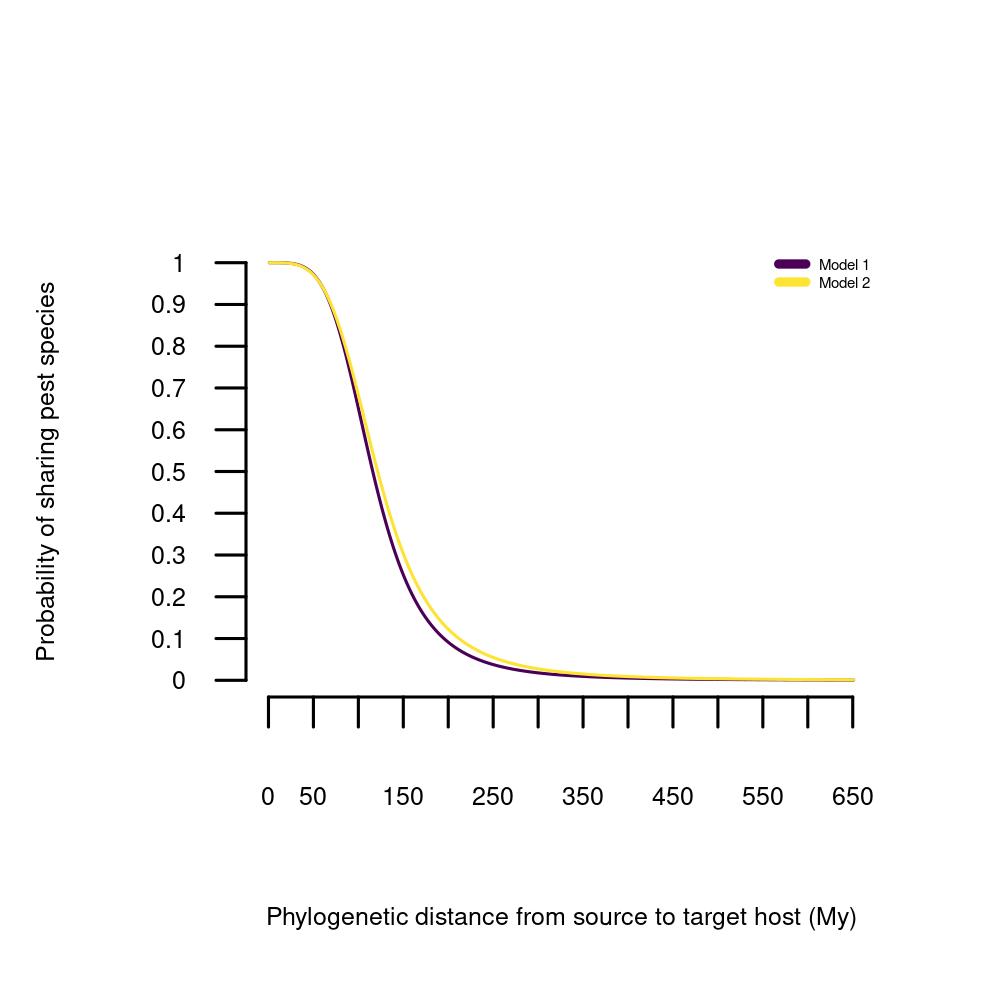 Model 1
Model 2
Probability of sharing pest species
1
0.9
0.8
0.7
0.6
0.5
0.4
0.3
0.2
0.1
0
0 50 150 250 350 450 550 650
Phylogenetic distance from source to target host (My)